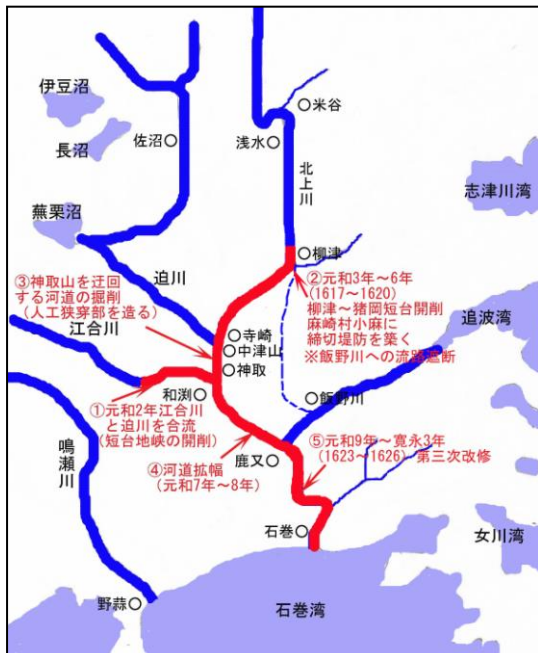 伊豆沼
長沼
蕪栗沼
佐沼○
浅水○
○米谷
北上川
志津川湾
○柳津
③神取山を迂回
する河道の掘削
(人工狭窄部を造る)
迫川
②元和3年~6年
(1617~1620)
柳津~猪岡短台開削
麻崎村小麻に
締切堤防を築く
※飯野川への流路遮断
追波湾
江合川
○寺崎
○中津山
○神取
和渕○
○飯野川
①元和2年江合川
と迫川を合流
(短台地峡の開削)
鳴瀬川
④河道拡幅
(元和7年~8年)
鹿又○
⑤元和9年~寛永3年
(1623~1626)第三次改修
石巻○
女川湾
野蒜○
石巻湾